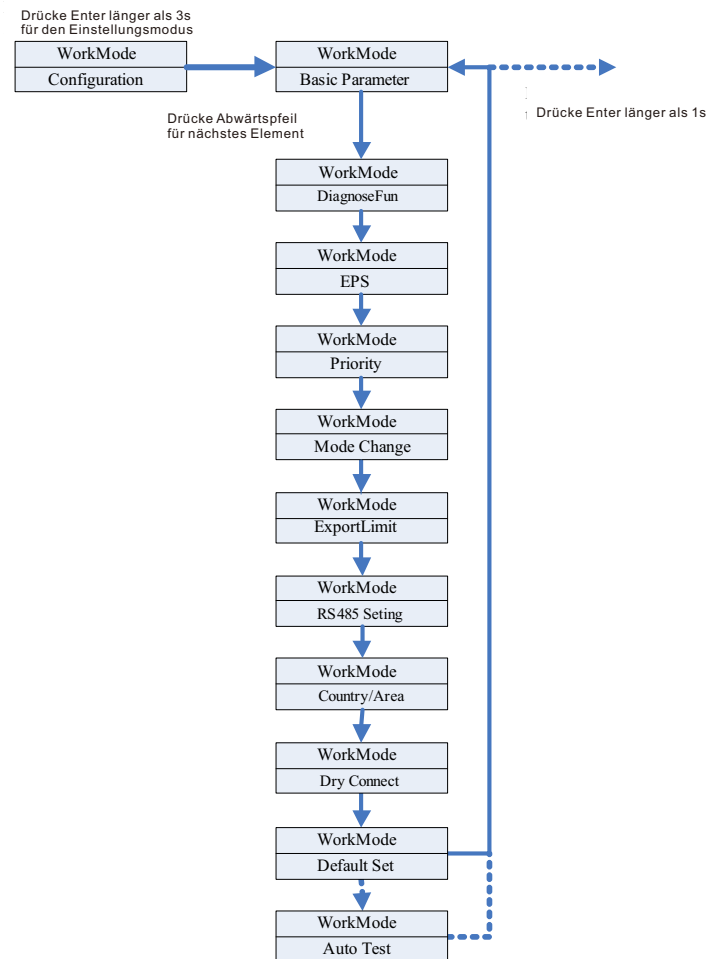 Drücke Enter länger als 3s
für den Einstellungsmodus
WorkMode
Configuration
WorkMode
Basic Parameter
Drücke Enter länger als 1s
Drücke Abwärtspfeil
für nächstes Element
WorkMode
DiagnoseFun
WorkMode
EPS
WorkMode
Priority
WorkMode
Mode Change
WorkMode
ExportLimit
WorkMode
RS485 Seting
WorkMode
Country/Area
WorkMode
Dry Connect
WorkMode
Default Set
WorkMode
Auto Test